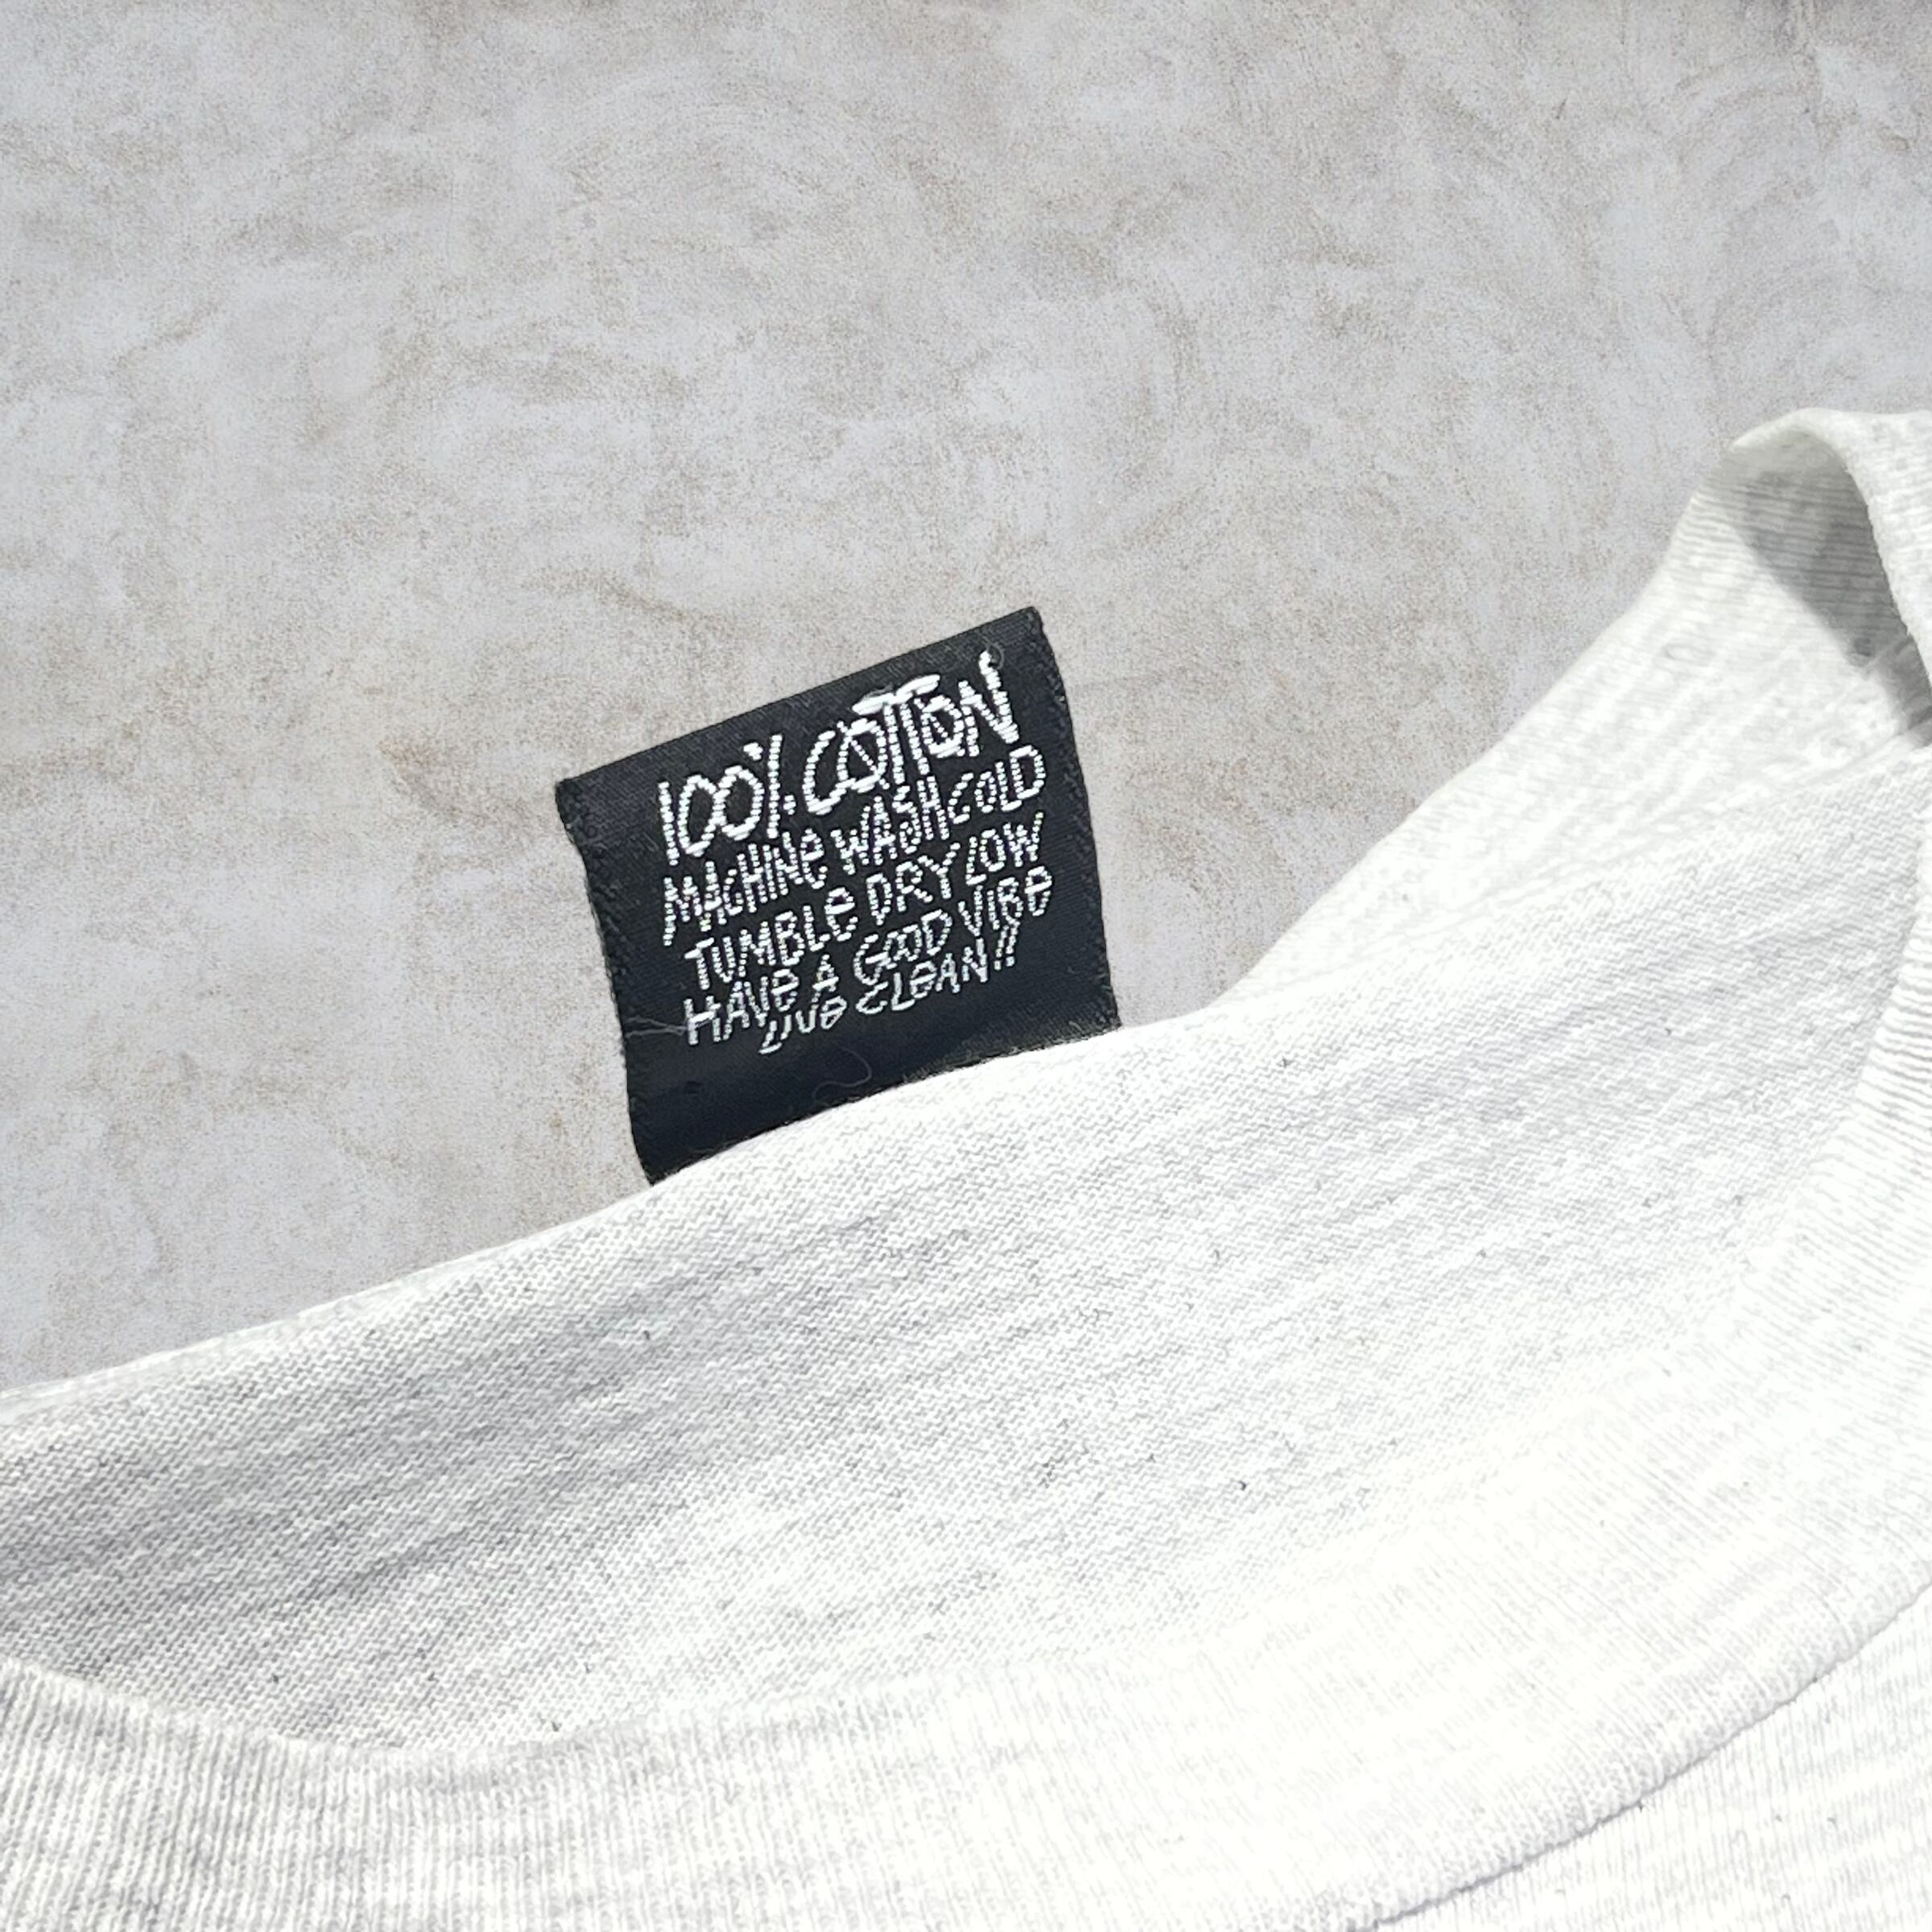 100% COTTON
MACHINe WASH COLD
TUMBLe DRY LOW
HAVe A GOOD VIBe
LIVe CLeAN!!